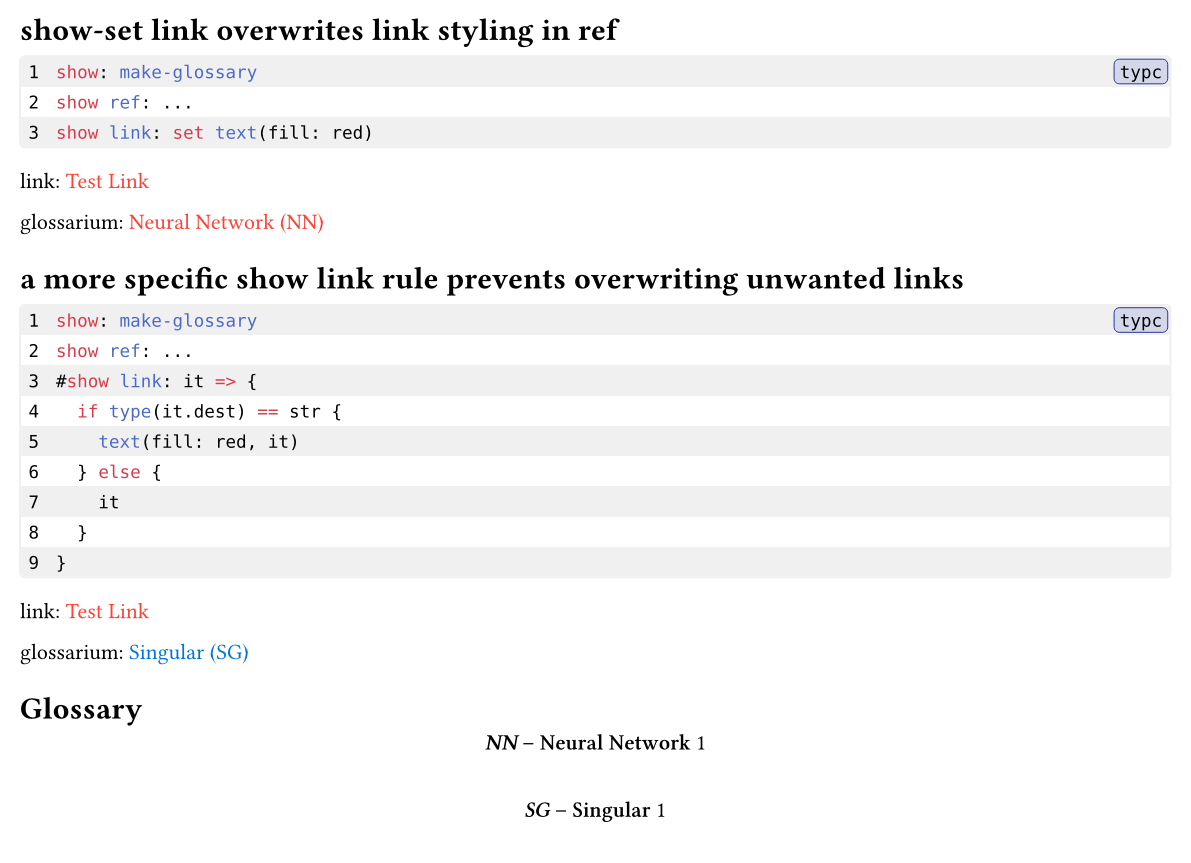 show-set link overwrites link styling in ref
1 show: make-glossary typc
2 show ref: ...
3 show link: set text(fill: red)
link: Test Link
glossarium: Neural Network (NN)
a more specific show link rule prevents overwriting unwanted links
1 show: make-glossary typc
2 show ref: ...
3 #show link: it => {
4   if type(it.dest) == str {
5     text(fill: red, it)
6   } else {
7     it
8   }
9 }
link: Test Link
glossarium: Singular (SG)
Glossary
NN – Neural Network 1
SG – Singular 1